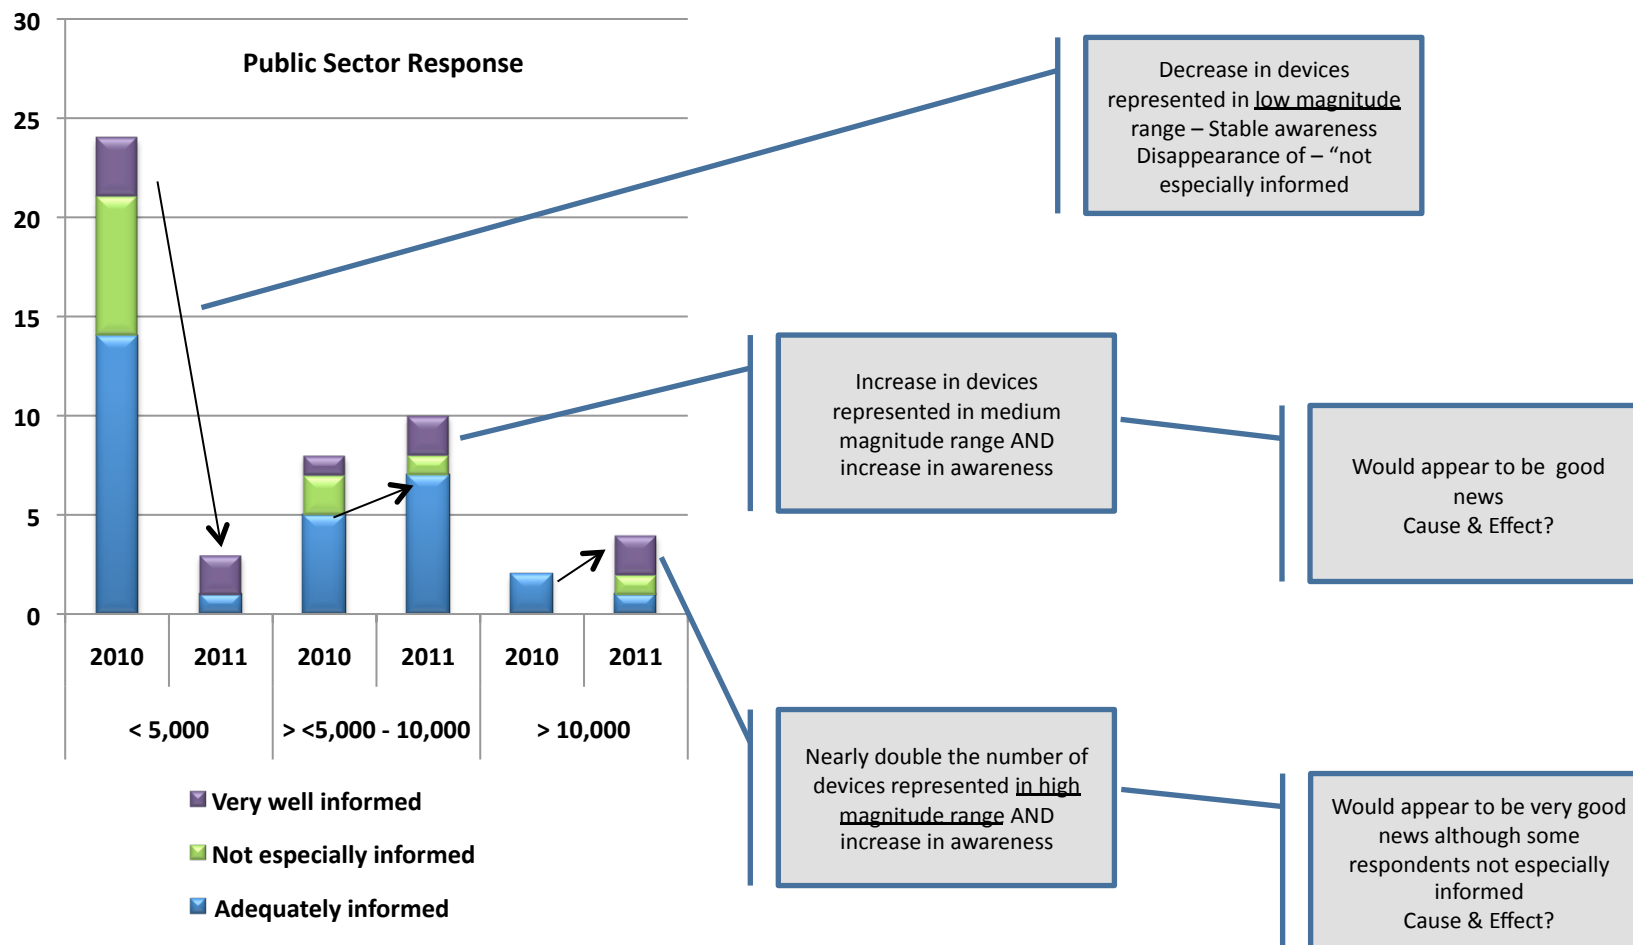 Public Sector Response
30
25
20
15
10
5
0
2010
2011
2010
2011
2010
2011
< 5,000
> <5,000 - 10,000
> 10,000
Very well informed
Not especially informed
Adequately informed
Decrease in devices
represented in low magnitude
range – Stable awareness
Disappearance of – “not
especially informed
Increase in devices
represented in medium
magnitude range AND
increase in awareness
Would appear to be good
news
Cause & Effect?
Nearly double the number of
devices represented in high
magnitude range AND
increase in awareness
Would appear to be very good
news although some
respondents not especially
informed
Cause & Effect?